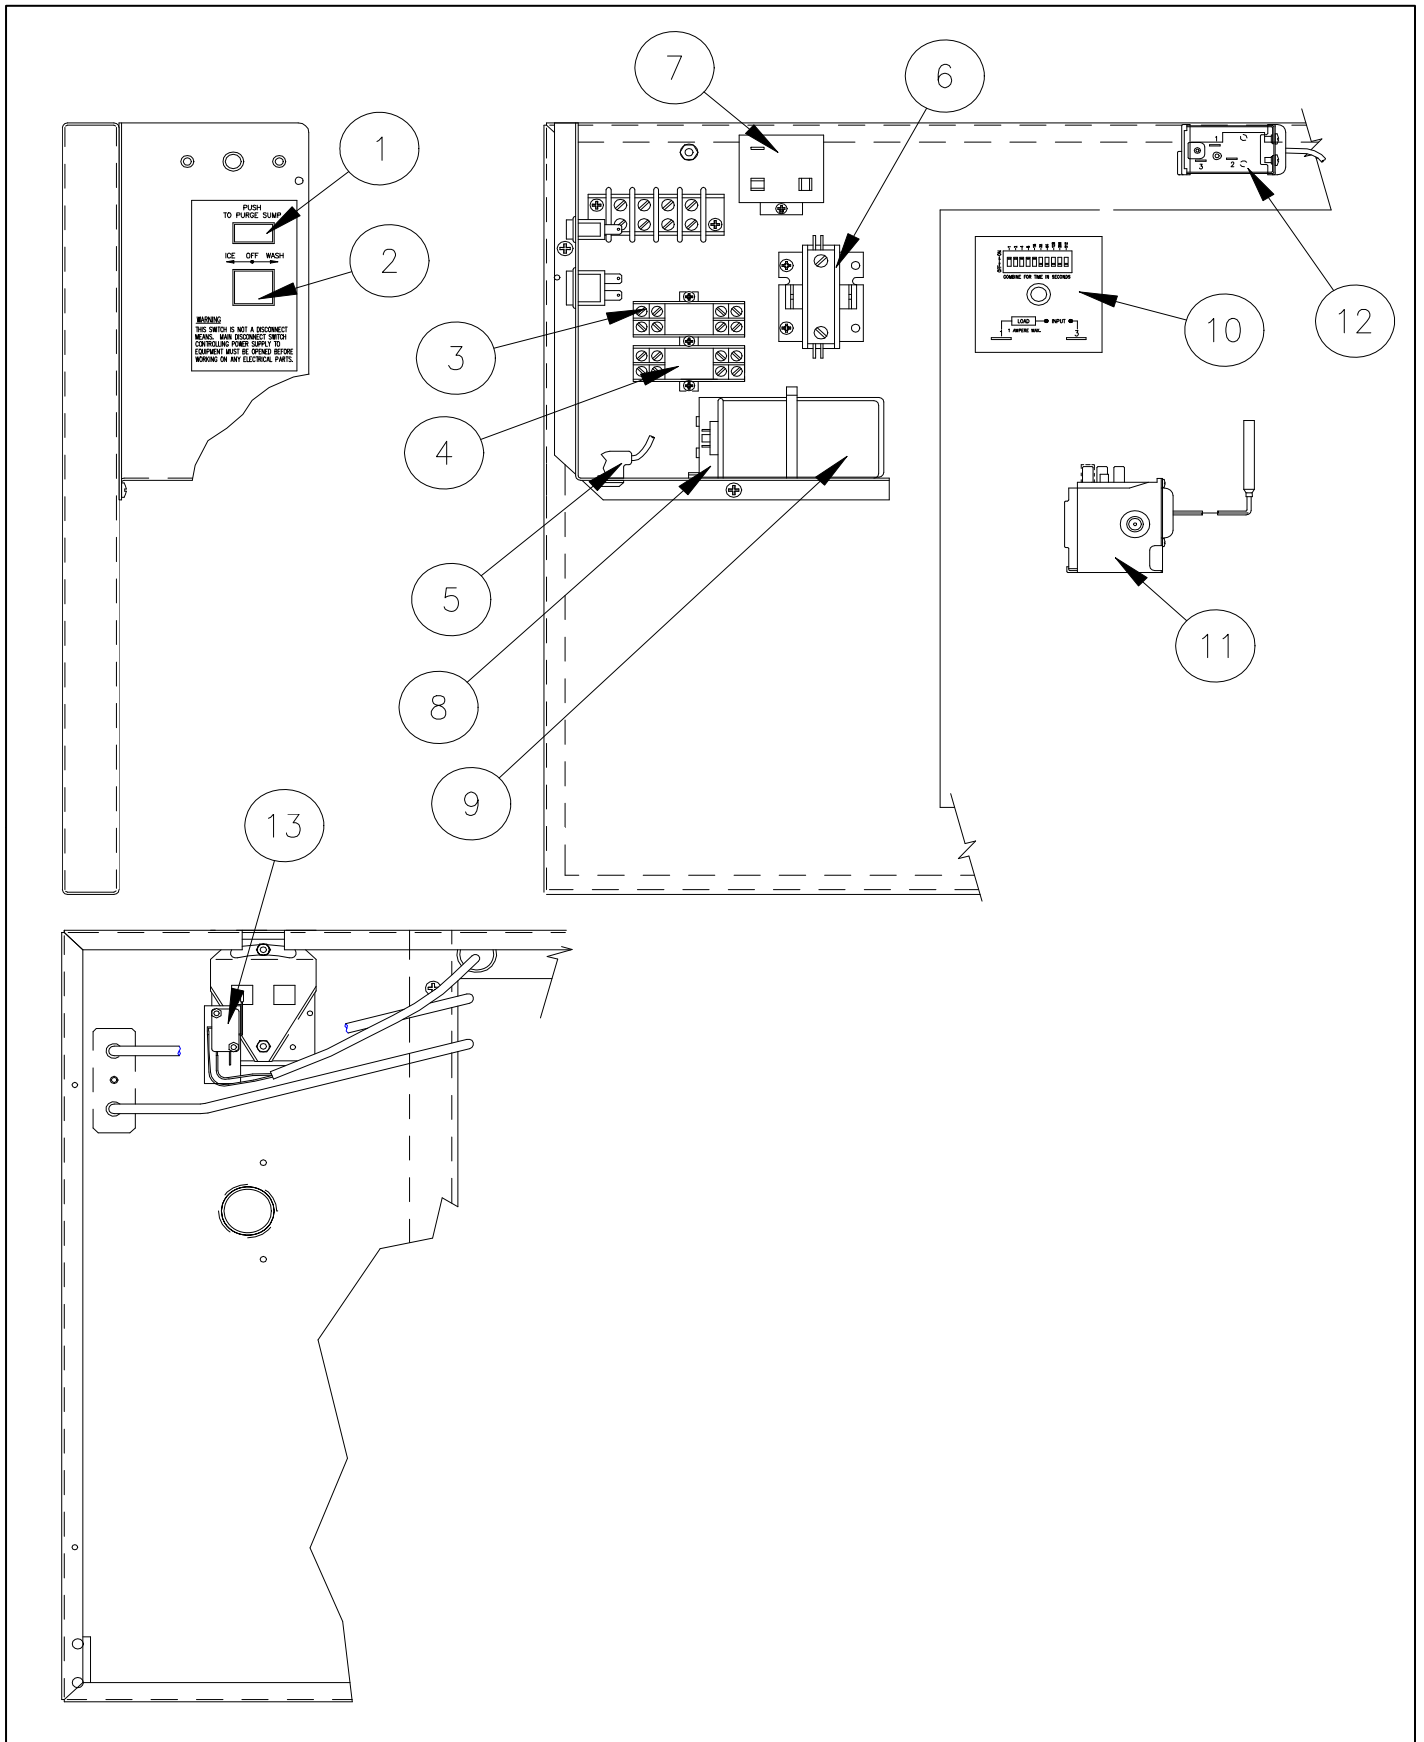 7
6
1
PUSH
TO PURGE SUMP
ICE OFF WASH
2
WARNING
THIS SWITCH IS NOT A DISCONNECT
MEANS. MAIN DISCONNECT SWITCH
CONTROLLING POWER SUPPLY TO
EQUIPMENT MUST BE OPENED BEFORE
WORKING ON ANY ELECTRICAL PARTS.
1
3 2
COMBINE FOR TIME IN SECONDS
LOAD INPUT
1 1 AMPERE MAX. 3
10
12
3
4
5
11
8
9
13